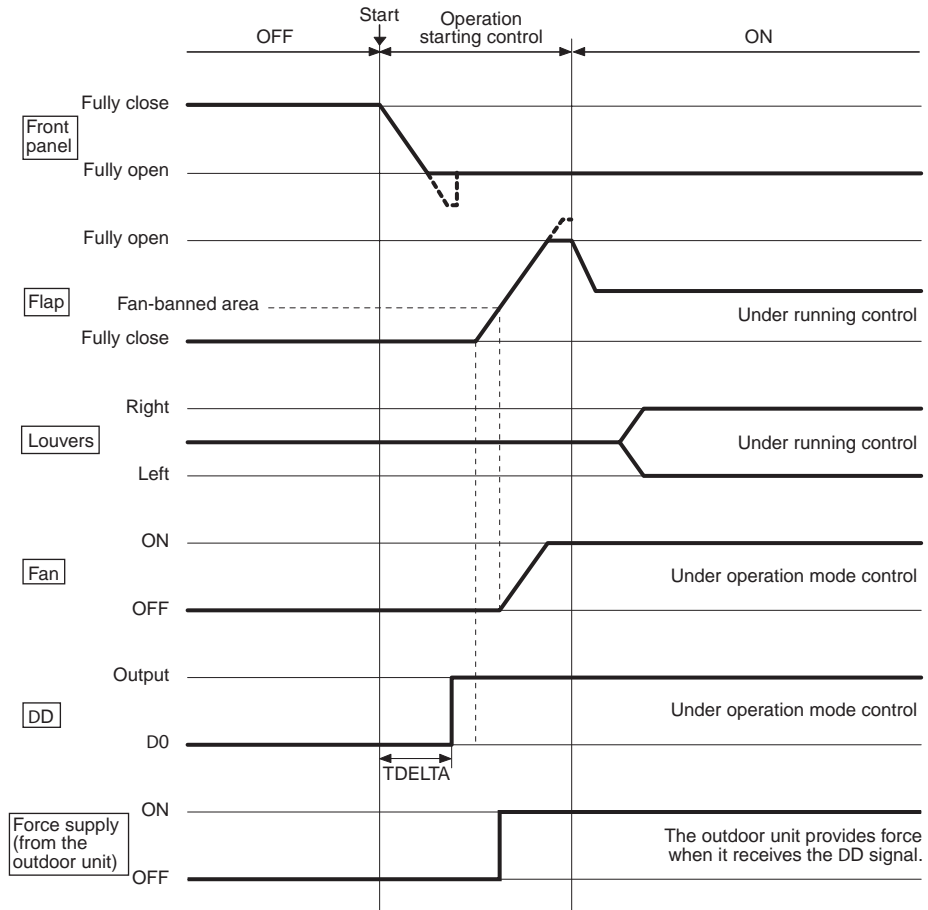 Start
OFF
Operation
starting control
ON
Fully close
Front
panel
Fully open
Fully open
Flap
Fan-banned area
Under running control
Fully close
Right
Louvers
Under running control
Left
ON
Fan
Under operation mode control
OFF
Output
DD
Under operation mode control
D0
TDELTA
ON
Force supply
(from the
outdoor unit)
The outdoor unit provides force
when it receives the DD signal.
OFF